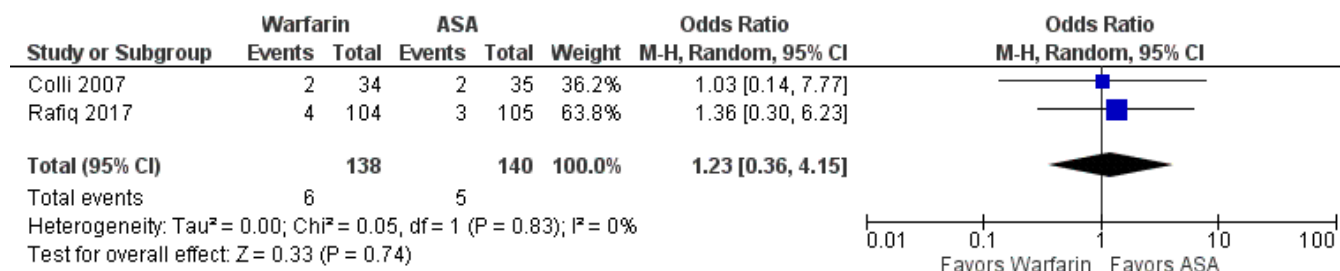 Warfarin ASA Odds Ratio Odds Ratio
Study or Subgroup Events Total Events Total Weight M-H, Random, 95% CI M-H, Random, 95% CI
Colli 2007 2 34 2 35 36.2% 1.03 [0.14, 7.77]
Rafiq 2017 4 104 3 105 63.8% 1.36 [0.30, 6.23]
Total (95% CI) 138 140 100.0% 1.23 [0.36, 4.15]
Total events 6 5
Heterogeneity: Tau² = 0.00; Chi² = 0.05, df = 1 (P = 0.83); I² = 0%
Test for overall effect: Z = 0.33 (P = 0.74)
0.01 0.1 1 10 100
Favors Warfarin Favors ASA